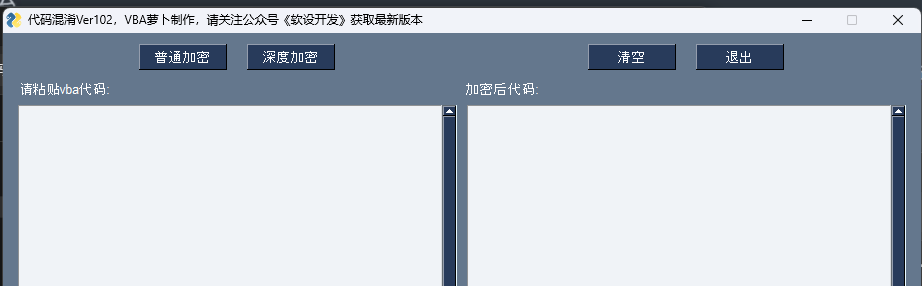 代码混淆Ver102，VBA萝卜制作，请关注公众号《软设开发》获取最新版本
普通加密 深度加密 清空 退出
请粘贴vba代码: 加密后代码: